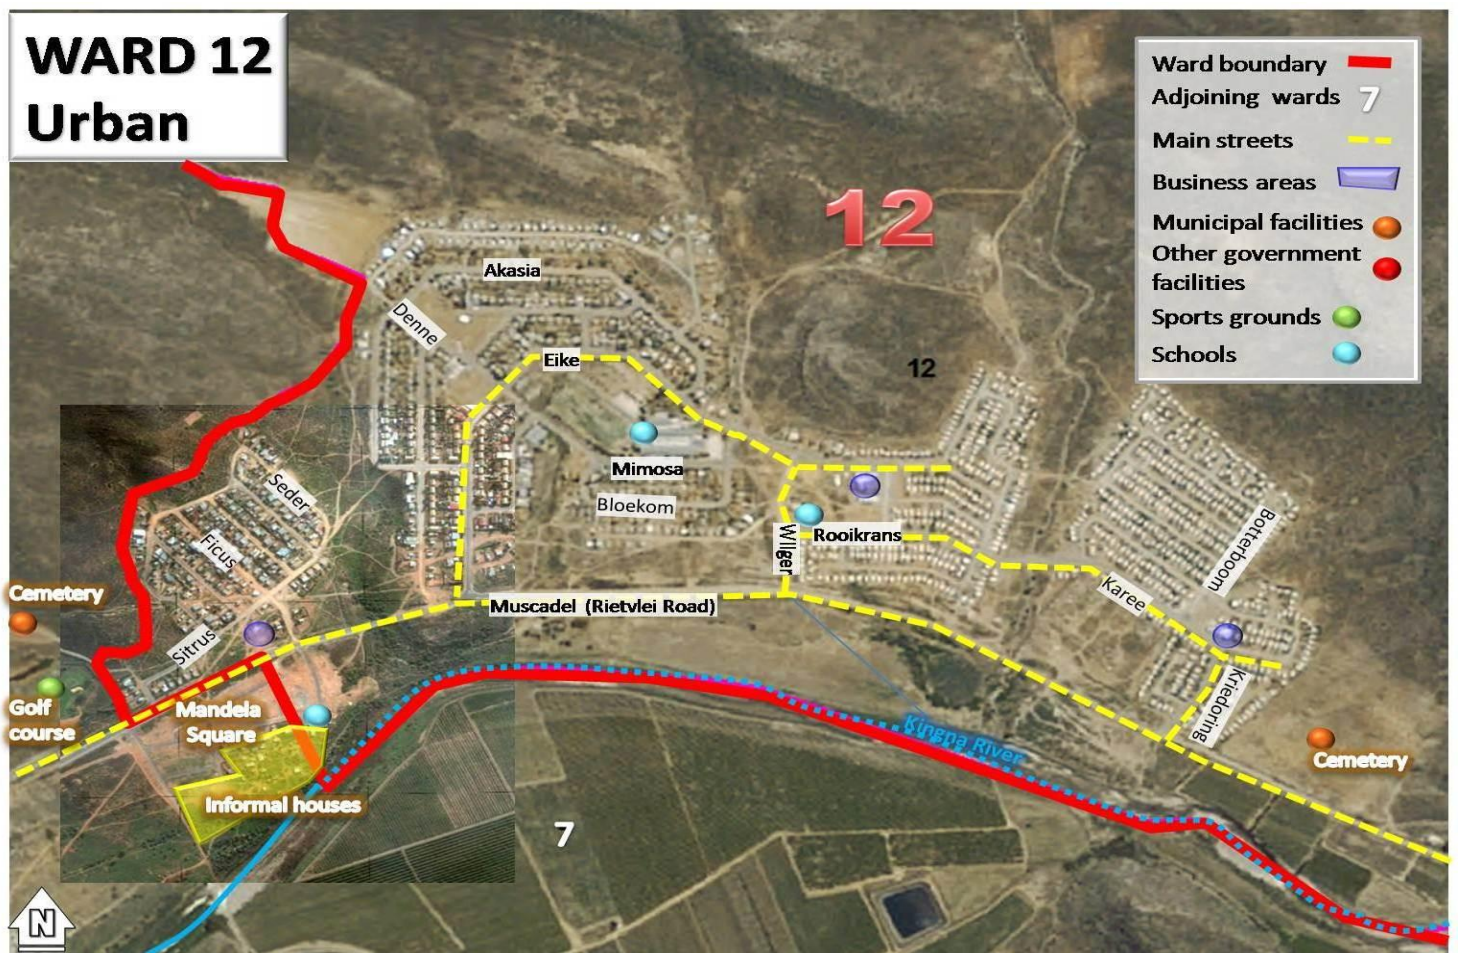 WARD 12
Urban
Ward boundary
Adjoining wards 7
Main streets
Business areas
Municipal facilities
Other government
facilities
Sports grounds
Schools
12
Akasia
Denne
Eike
12
Mimosa
Bloekom
Seder
Ficus
Wilger
Rooikrans
Botterboom
Karee
Cemetery
Muscadel (Rietvlei Road)
Sitrus
Kriedoring
Golf
course
Mandela
Square
Kingna River
Cemetery
Informal houses
7
N